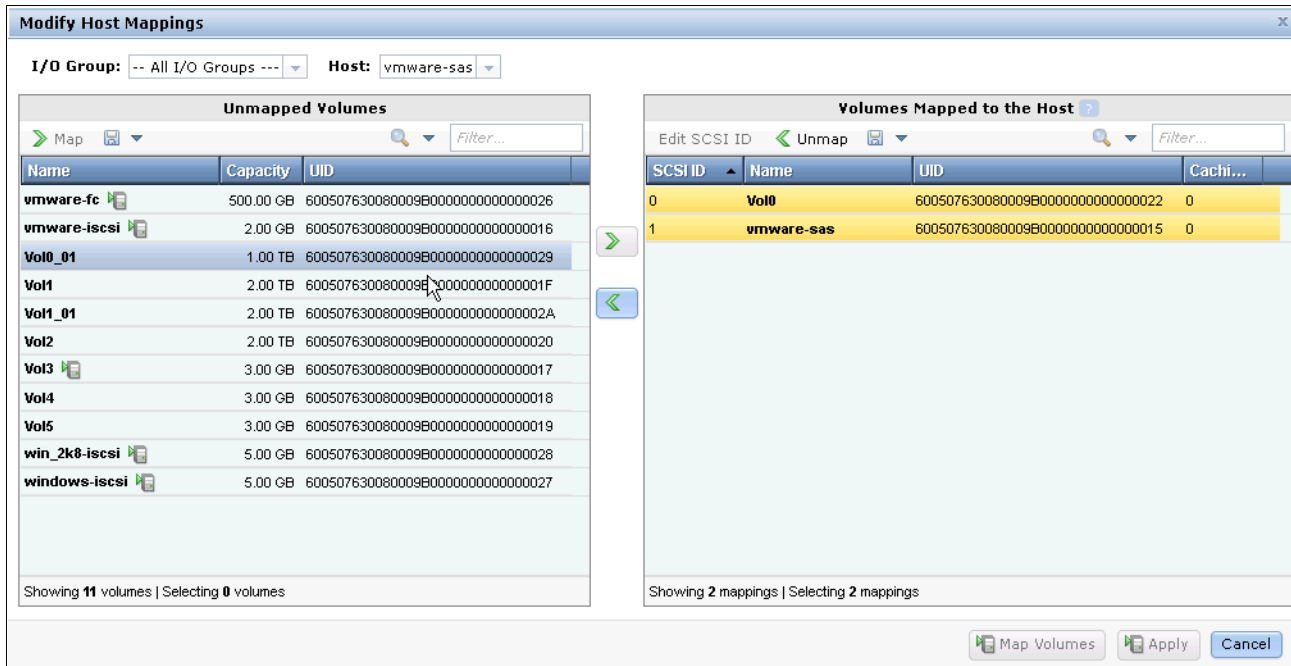 Modify Host Mappings x
I/O Group: -- All I/O Groups --- Host: vmware-sas
Unmapped Volumes
Map Filter...
Name Capacity UID
vmware-fc 500.00 GB 600507630080009B0000000000000026
vmware-iscsi 2.00 GB 600507630080009B0000000000000016
Vol0_01 1.00 TB 600507630080009B0000000000000029
Vol1 2.00 TB 600507630080009B000000000000001F
Vol1_01 2.00 TB 600507630080009B000000000000002A
Vol2 2.00 TB 600507630080009B0000000000000020
Vol3 3.00 GB 600507630080009B0000000000000017
Vol4 3.00 GB 600507630080009B0000000000000018
Vol5 3.00 GB 600507630080009B0000000000000019
win_2k8-iscsi 5.00 GB 600507630080009B0000000000000028
windows-iscsi 5.00 GB 600507630080009B0000000000000027
Showing 11 volumes | Selecting 0 volumes
Volumes Mapped to the Host ?
Edit SCSI ID Unmap Filter...
SCSI ID Name UID Cachi...
0 Vol0 600507630080009B0000000000000022 0
1 vmware-sas 600507630080009B0000000000000015 0
Showing 2 mappings | Selecting 2 mappings
Map Volumes Apply Cancel